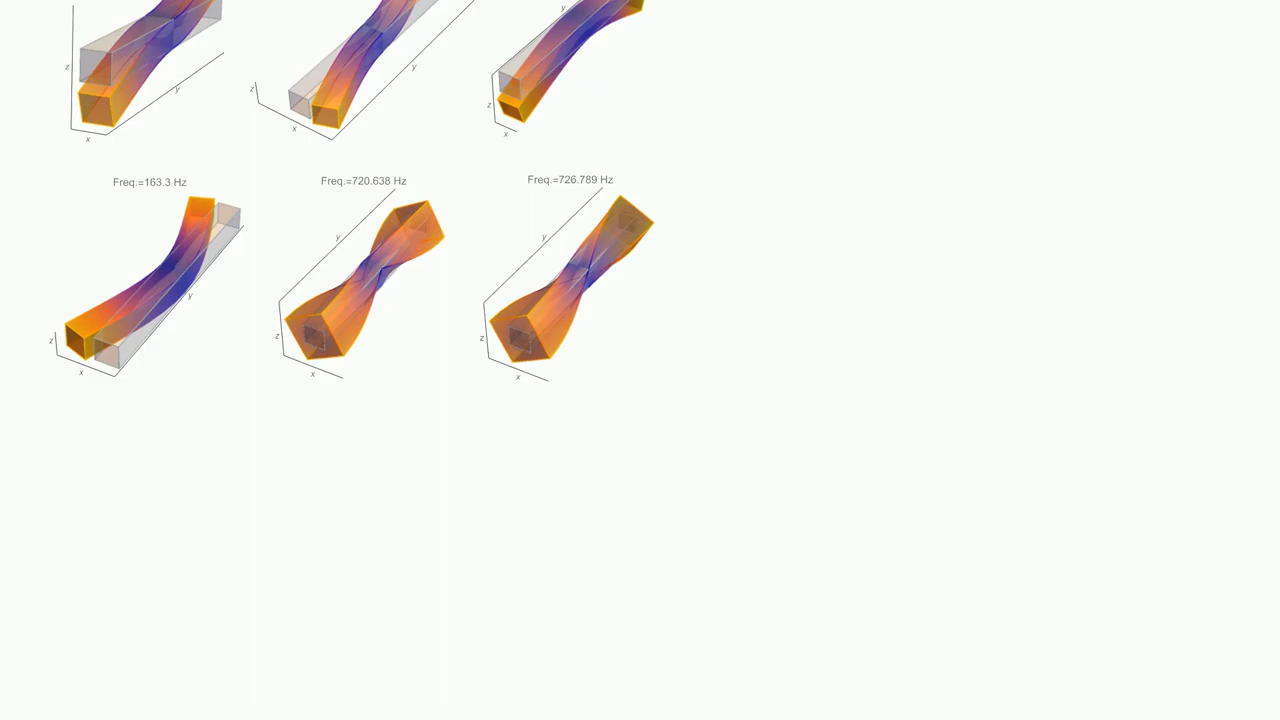 z
y
x
z
y
x
y
z
x
Freq.=163.3 Hz
Freq.=720.638 Hz
Freq.=726.789 Hz
z
y
x
y
z
x
y
z
x